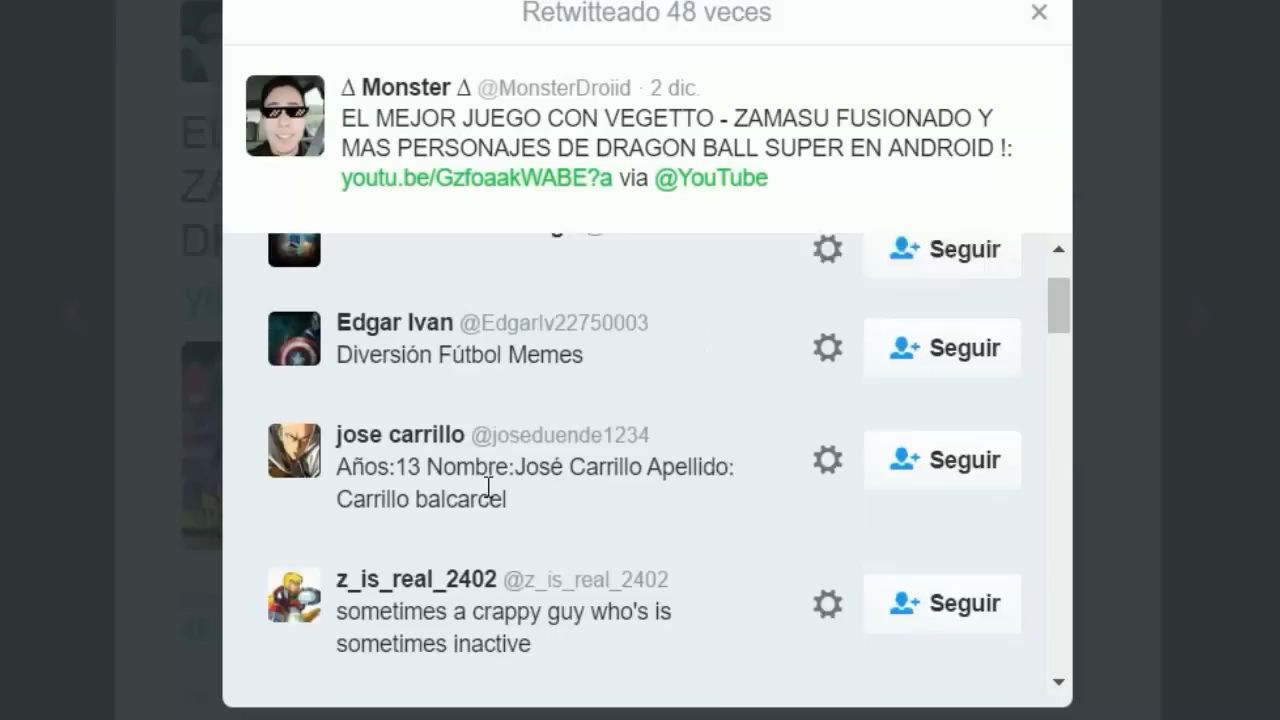 Retwitteado 48 veces
∆ Monster ∆ @MonsterDroiid · 2 dic.
EL MEJOR JUEGO CON VEGETTO - ZAMASU FUSIONADO Y
MAS PERSONAJES DE DRAGON BALL SUPER EN ANDROID !:
youtu.be/GzfoaakWABE?a via @YouTube
Seguir
Edgar Ivan @EdgarIv22750003
Diversión Fútbol Memes
Seguir
jose carrillo @joseduende1234
Años:13 Nombre:José Carrillo Apellido:
Carrillo balcarcel
Seguir
z_is_real_2402 @z_is_real_2402
sometimes a crappy guy who's is
sometimes inactive
Seguir